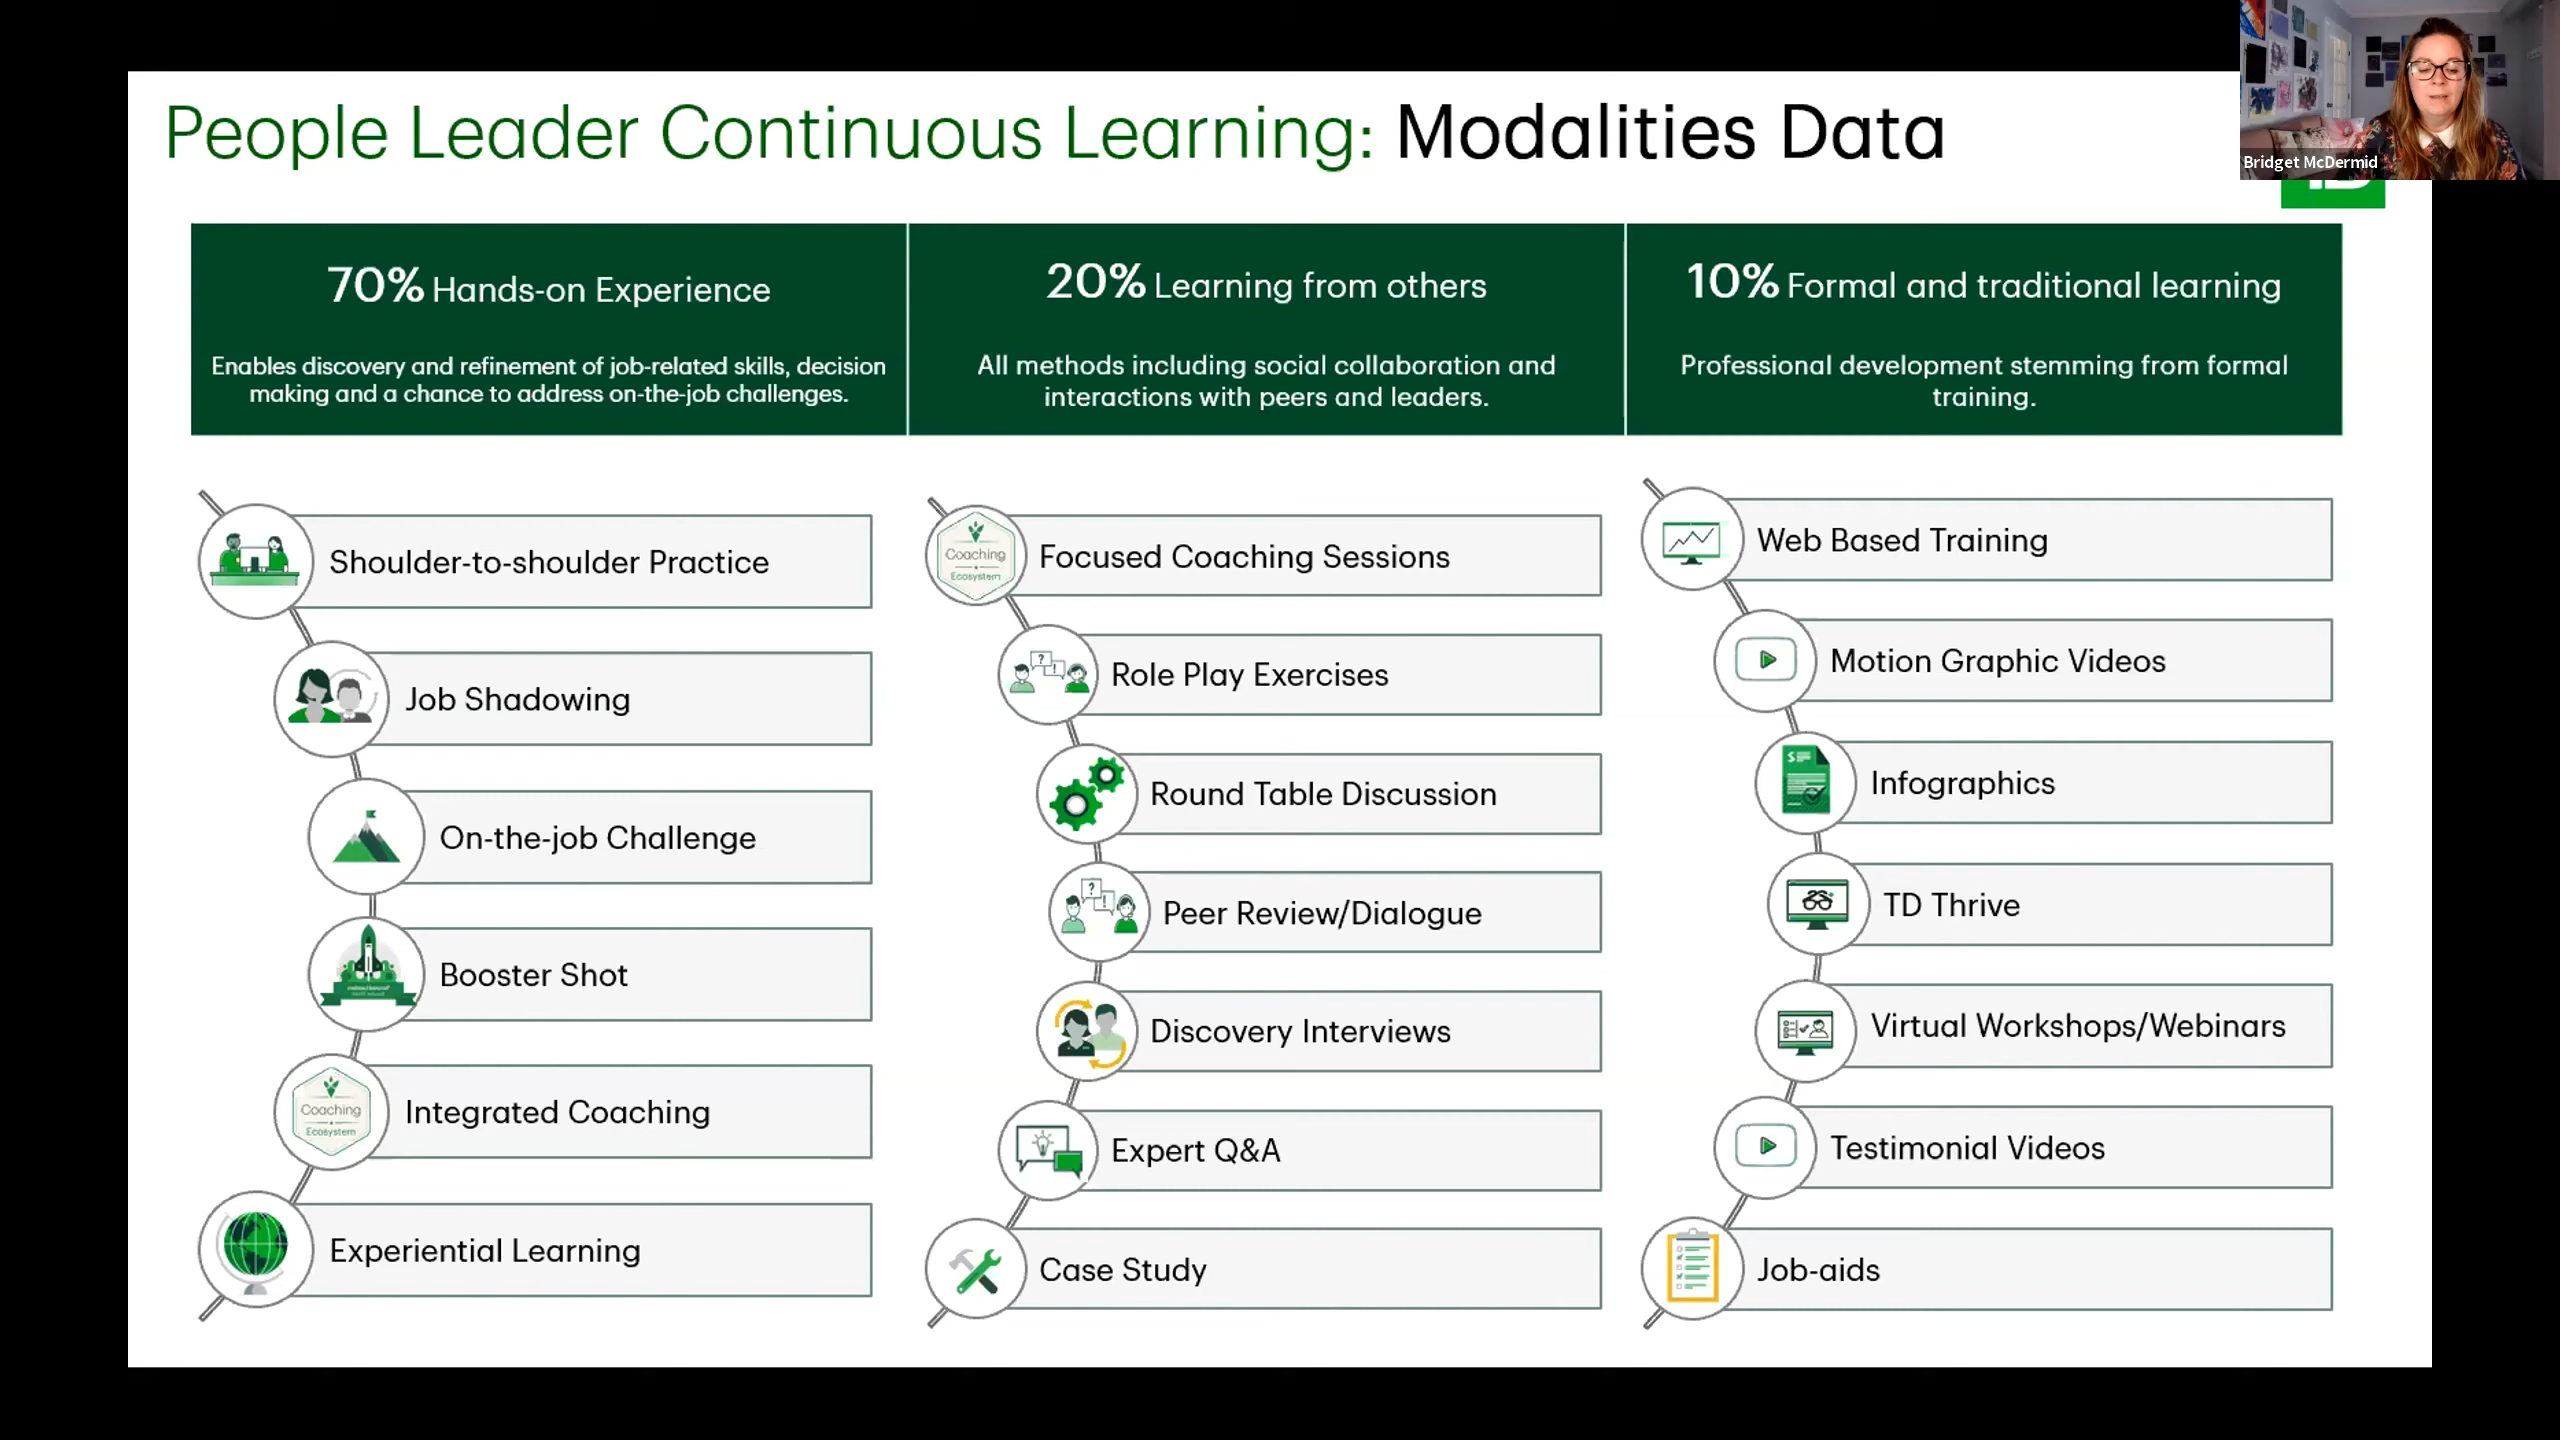 People Leader Continuous Learning: Modalities Data
Bridget McDermid
70% Hands-on Experience
Enables discovery and refinement of job-related skills, decision
making and a chance to address on-the-job challenges.
20% Learning from others
All methods including social collaboration and
interactions with peers and leaders.
10% Formal and traditional learning
Professional development stemming from formal
training.
Shoulder-to-shoulder Practice
Job Shadowing
On-the-job Challenge
Booster Shot
Coaching
Ecosystem
Integrated Coaching
Experiential Learning
Coaching
Ecosystem
Focused Coaching Sessions
Role Play Exercises
Round Table Discussion
Peer Review/Dialogue
Discovery Interviews
Expert Q&A
Case Study
Web Based Training
Motion Graphic Videos
Infographics
TD Thrive
Virtual Workshops/Webinars
Testimonial Videos
Job-aids